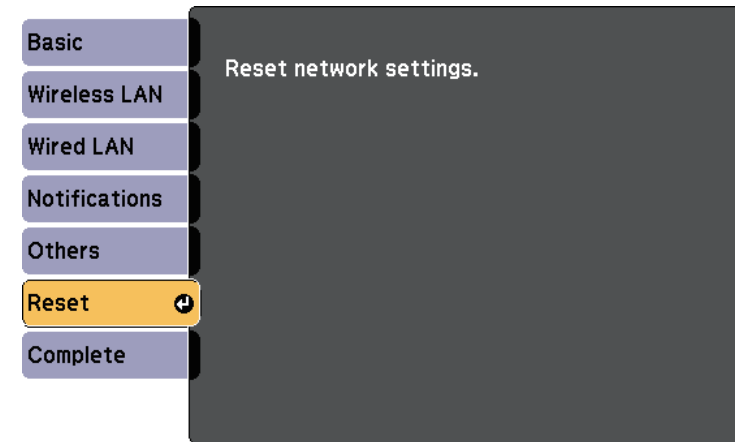 Basic
Wireless LAN
Wired LAN
Notifications
Others
Reset
Complete
Reset network settings.